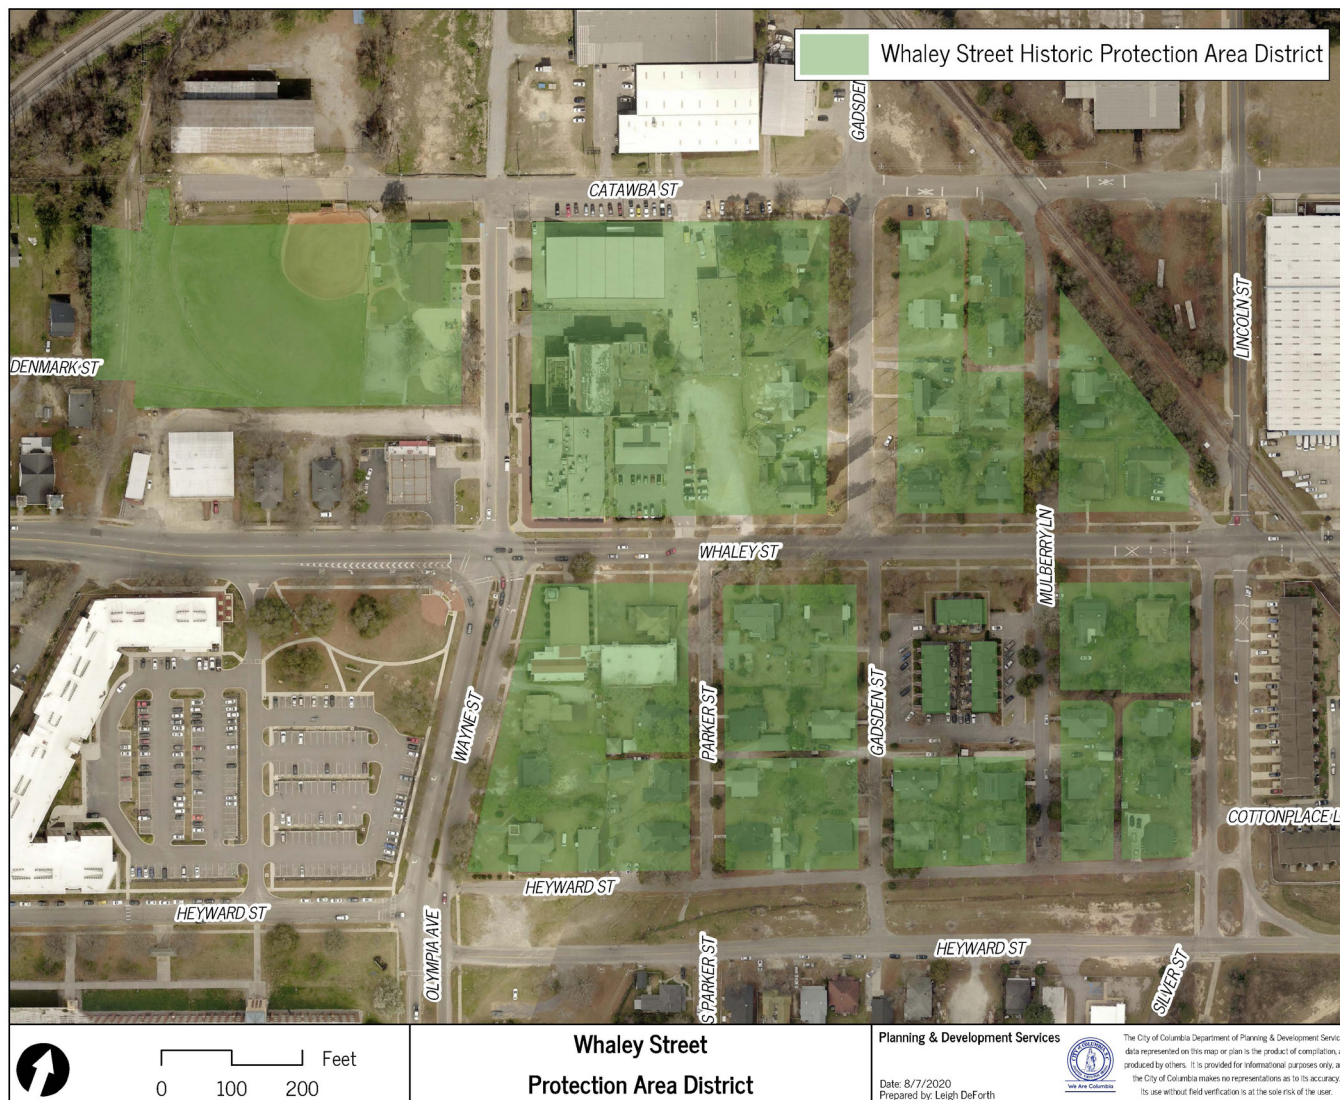 Whaley Street Historic Protection Area District
GADSDEN
CATAWBA ST
LINCOLN ST
DENMARK ST
MULBERRY LN
WHALEY ST
WAYNE ST
PARKER ST
GADSDEN ST
COTTONPLACE L
HEYWARD ST
HEYWARD ST
OLYMPIA AVE
S PARKER ST
HEYWARD ST
SILVER ST
Feet
0 100 200
Whaley Street
Protection Area District
Planning & Development Services
Date: 8/7/2020
Prepared by: Leigh DeForth
We Are Columbia
The City of Columbia Department of Planning & Development Servic
data represented on this map or plan is the product of compilation, a
produced by others. It is provided for informational purposes only, a
the City of Columbia makes no representations as to its accuracy.
Its use without field verification is at the sole risk of the user.